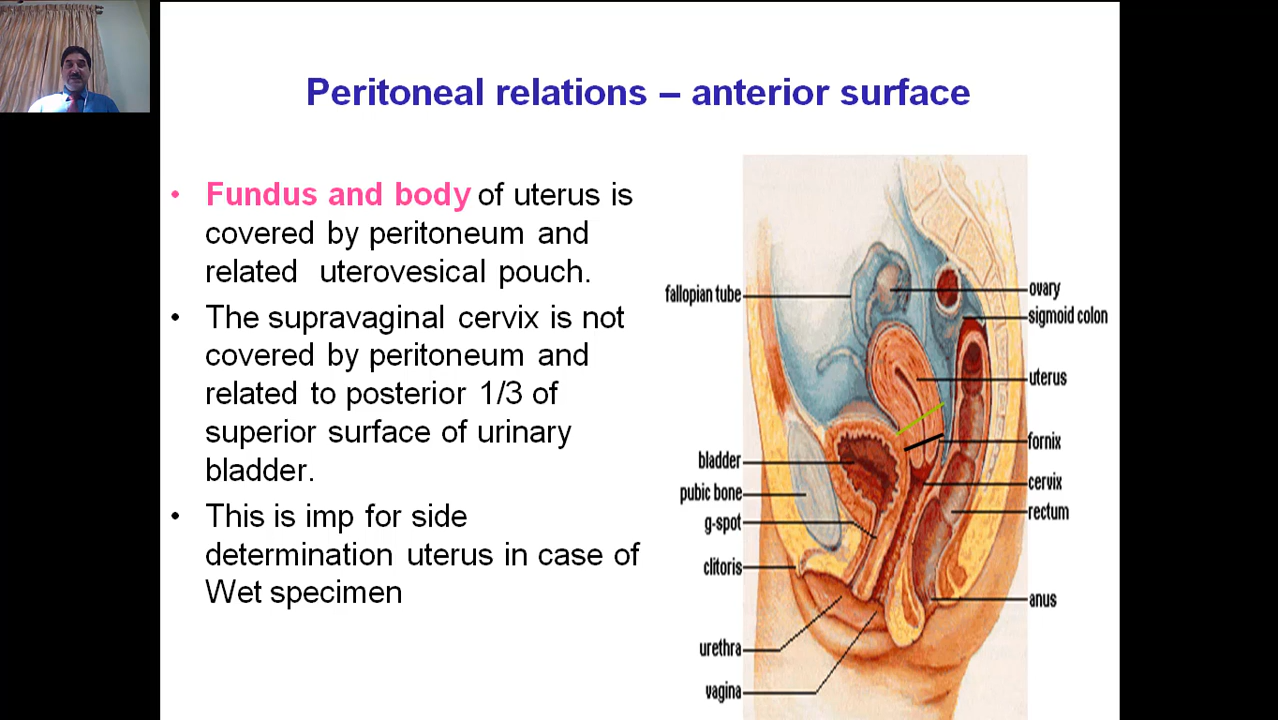 Peritoneal relations – anterior surface
• Fundus and body of uterus is
covered by peritoneum and
related uterovesical pouch.
• The supravaginal cervix is not
covered by peritoneum and
related to posterior 1/3 of
superior surface of urinary
bladder.
• This is imp for side
determination uterus in case of
Wet specimen
fallopian tube
bladder
pubic bone
g-spot
clitoris
urethra
vagina
ovary
sigmoid colon
uterus
fornix
cervix
rectum
anus